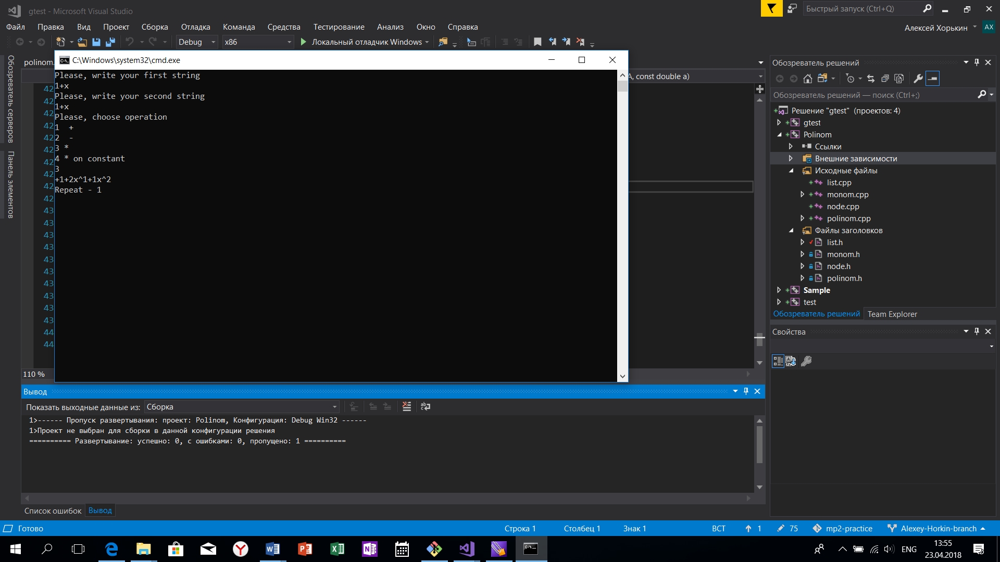 gtest - Microsoft Visual Studio
Быстрый запуск (Ctrl+Q)
Файл Правка Вид Проект Сборка Отладка Команда Средства Тестирование Анализ Окно Справка
Алексей Хорькин AX
Debug x86 Локальный отладчик Windows
Обозреватель серверов
Панель элементов
polinom.
A, const double a)
C:\Windows\system32\cmd.exe
Please, write your first string
1+x
Please, write your second string
1+x
Please, choose operation
1  +
2  -
3 *
4 * on constant
3
+1+2x^1+1x^2
Repeat - 1
42
42
42
42
42
42
42
42
42
42
43
43
43
43
43
43
43
43
43
43
44
44
110 %
Вывод
Показать выходные данные из: Сборка
1>------ Пропуск развертывания: проект: Polinom, Конфигурация: Debug Win32 ------
1>Проект не выбран для сборки в данной конфигурации решения
========== Развертывание: успешно: 0, с ошибками: 0, пропущено: 1 ==========
Список ошибок Вывод
Обозреватель решений
Обозреватель решений — поиск (Ctrl+;)
Решение "gtest" (проектов: 4)
gtest
Polinom
Ссылки
Внешние зависимости
Исходные файлы
list.cpp
monom.cpp
node.cpp
polinom.cpp
Файлы заголовков
list.h
monom.h
node.h
polinom.h
Sample
test
Обозреватель решений Team Explorer
Свойства
Готово Строка 1 Столбец 1 Знак 1 ВСТ 1 75 mp2-practice Alexey-Horkin-branch
ENG
13:55
23.04.2018